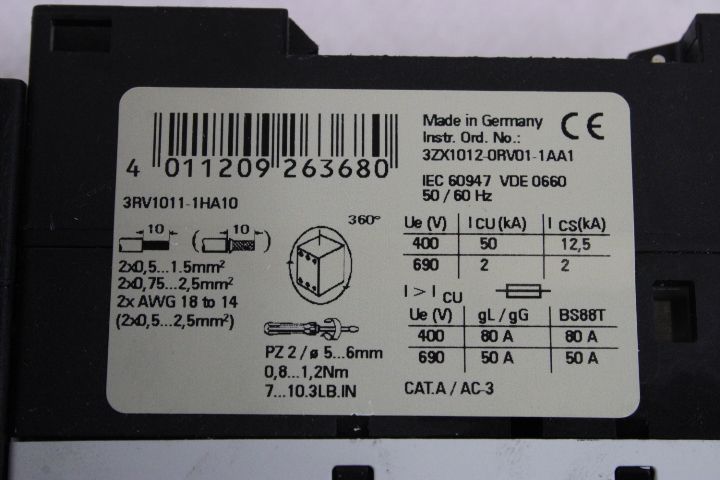 4 011209 263680
3RV1011-1HA10
10 ( 10 )
2x0,5...1.5mm²
2x0,75...2,5mm²
2x AWG 18 to 14
(2x0,5...2,5mm²)
360°
PZ 2 / ø 5...6mm
0,8...1,2Nm
7...10.3LB.IN
Made in Germany
Instr. Ord. No.:
3ZX1012-0RV01-1AA1
CE
IEC 60947 VDE 0660
50 / 60 Hz
Ue (V) ICU (kA) ICS (kA)
400 50 12,5
690 2 2
I > ICU
Ue (V) gL / gG BS88T
400 80 A 80 A
690 50 A 50 A
CAT.A / AC-3